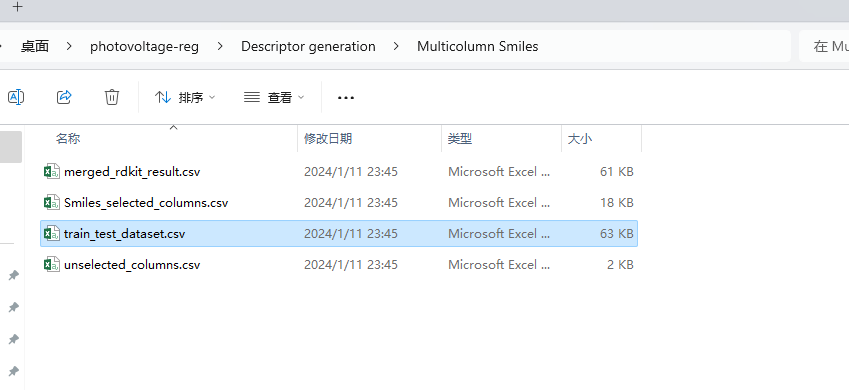 桌面 > photovoltage-reg > Descriptor generation > Multicolumn Smiles 在 Mu
排序 查看 ...
名称 修改日期 类型 大小
merged_rdkit_result.csv 2024/1/11 23:45 Microsoft Excel ... 61 KB
Smiles_selected_columns.csv 2024/1/11 23:45 Microsoft Excel ... 18 KB
train_test_dataset.csv 2024/1/11 23:45 Microsoft Excel ... 63 KB
unselected_columns.csv 2024/1/11 23:45 Microsoft Excel ... 2 KB